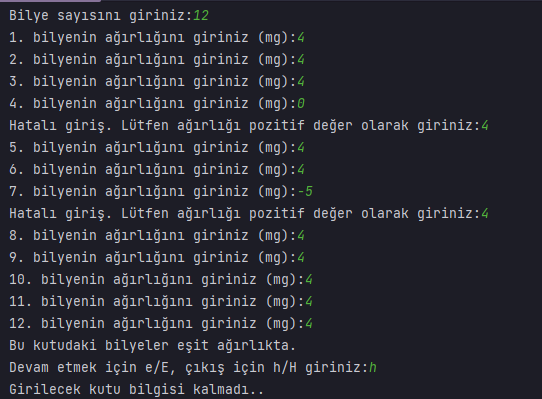 Bilye sayısını giriniz:12
1. bilyenin ağırlığını giriniz (mg):4
2. bilyenin ağırlığını giriniz (mg):4
3. bilyenin ağırlığını giriniz (mg):4
4. bilyenin ağırlığını giriniz (mg):0
Hatalı giriş. Lütfen ağırlığı pozitif değer olarak giriniz:4
5. bilyenin ağırlığını giriniz (mg):4
6. bilyenin ağırlığını giriniz (mg):4
7. bilyenin ağırlığını giriniz (mg):-5
Hatalı giriş. Lütfen ağırlığı pozitif değer olarak giriniz:4
8. bilyenin ağırlığını giriniz (mg):4
9. bilyenin ağırlığını giriniz (mg):4
10. bilyenin ağırlığını giriniz (mg):4
11. bilyenin ağırlığını giriniz (mg):4
12. bilyenin ağırlığını giriniz (mg):4
Bu kutudaki bilyeler eşit ağırlıkta.
Devam etmek için e/E, çıkış için h/H giriniz:h
Girilecek kutu bilgisi kalmadı..